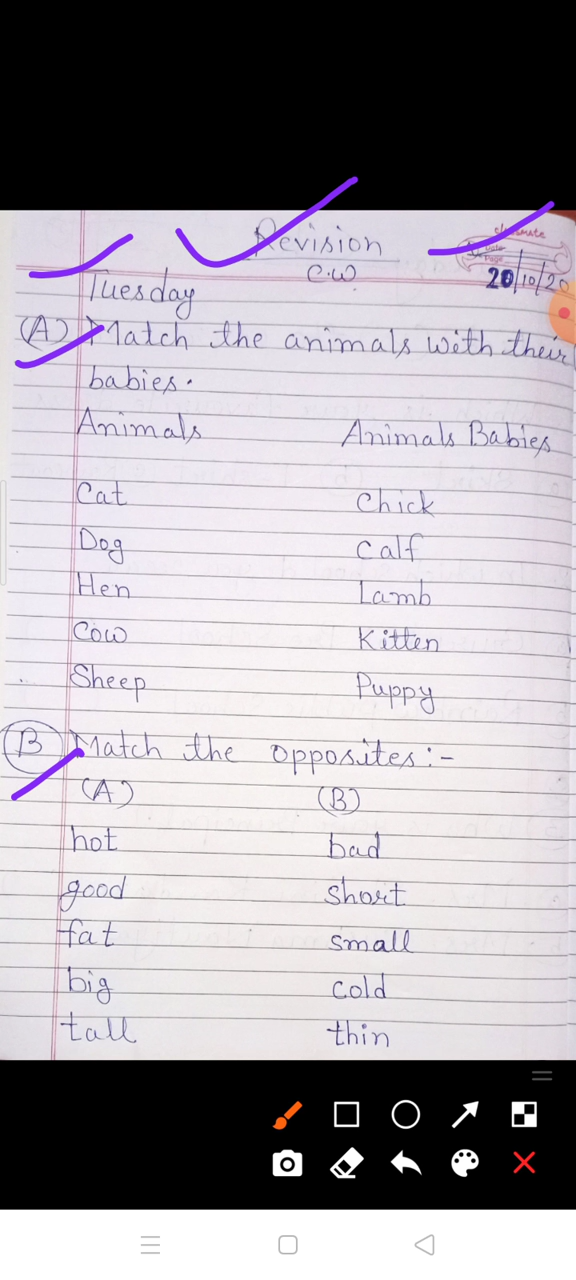 Revision
classmate
Date
Page
C.W
20/10/20
Tuesday
(A) Match the animals with their
babies.
Animals Animals Babies
Cat Chick
Dog Calf
Hen Lamb
Cow Kitten
Sheep Puppy
(B) Match the opposites:-
(A) (B)
hot bad
good short
fat small
big cold
tall thin